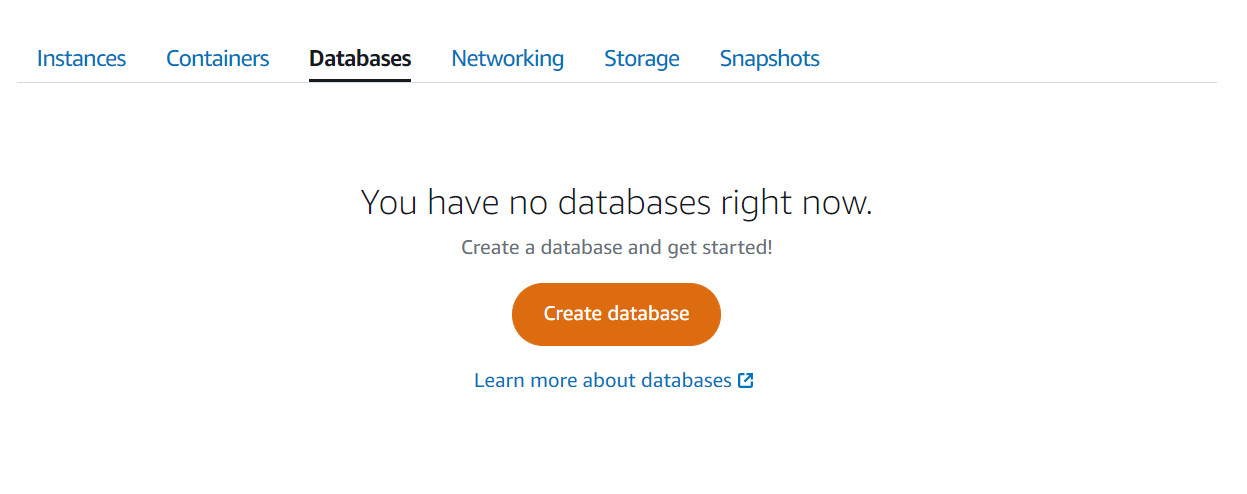 Instances Containers Databases Networking Storage Snapshots
You have no databases right now.
Create a database and get started!
Create database
Learn more about databases